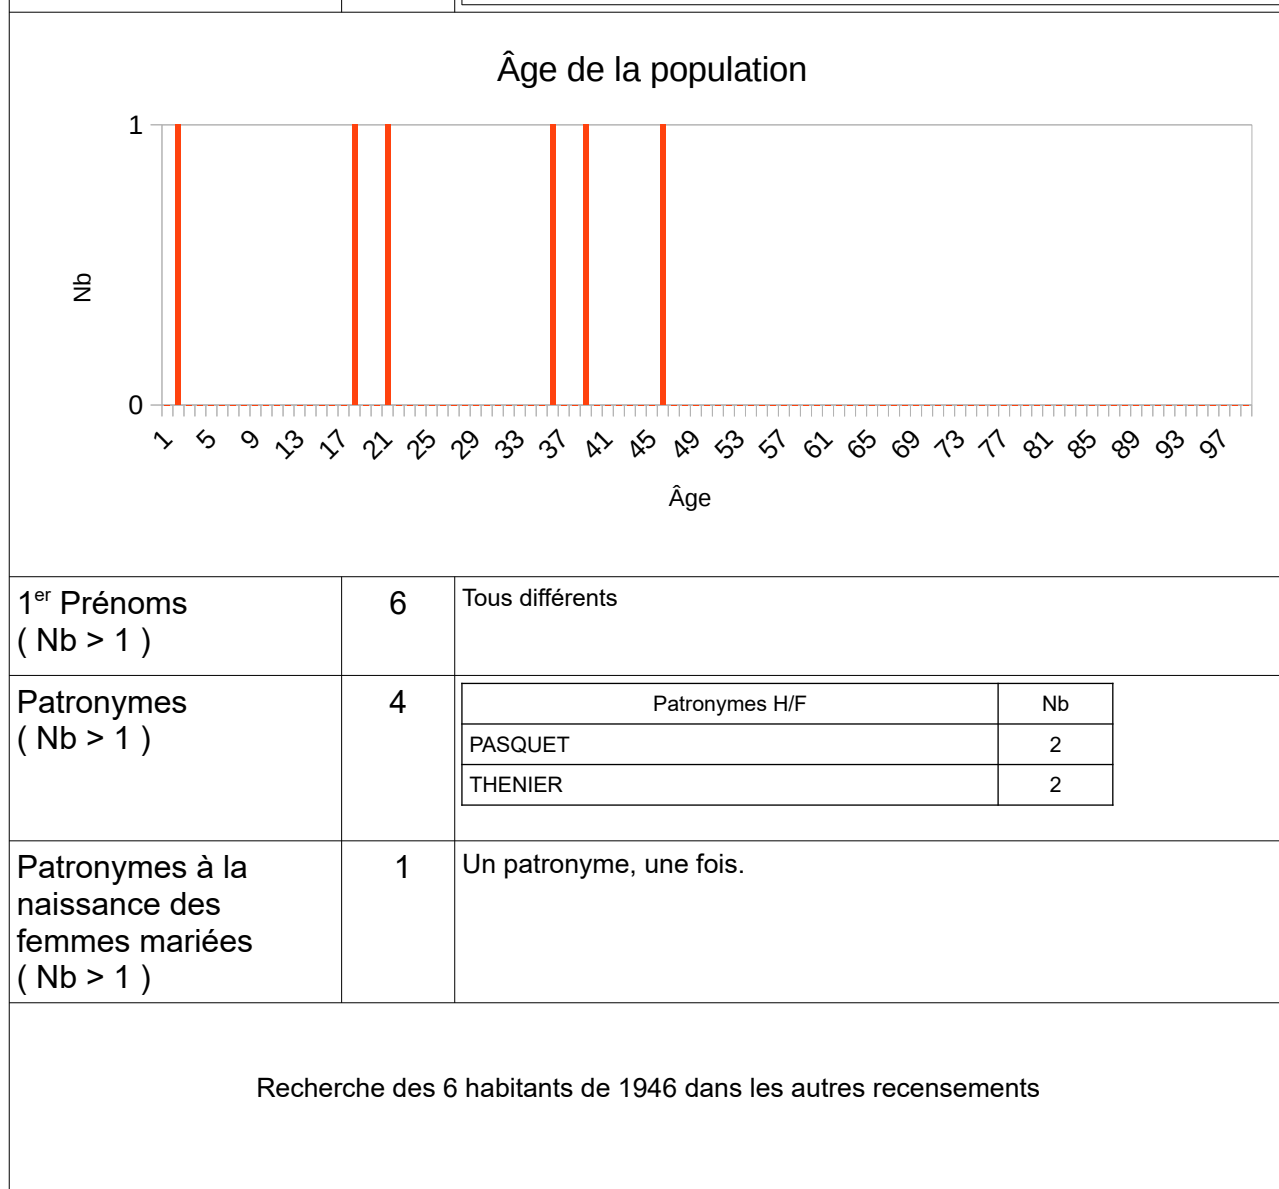 Âge de la population
1
0
Nb
1 5 9 13 17 21 25 29 33 37 41 45 49 53 57 61 65 69 73 77 81 85 89 93 97
Âge
1er Prénoms
( Nb > 1 )
6
Tous différents
Patronymes
( Nb > 1 )
4
Patronymes H/F Nb
PASQUET 2
THENIER 2
Patronymes à la
naissance des
femmes mariées
( Nb > 1 )
1
Un patronyme, une fois.
Recherche des 6 habitants de 1946 dans les autres recensements